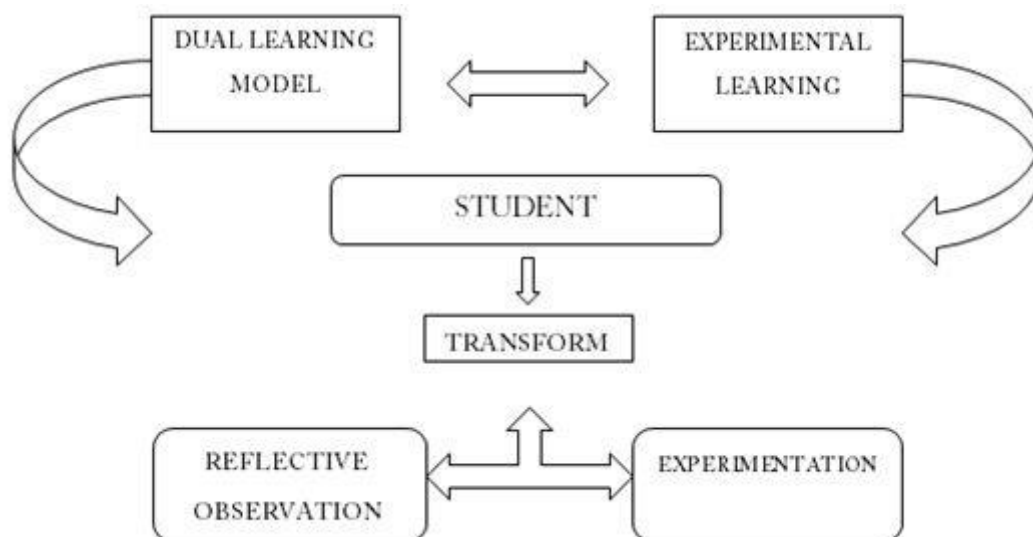 DUAL LEARNING
MODEL
EXPERIMENTAL
LEARNING
STUDENT
TRANSFORM
REFLECTIVE
OBSERVATION
EXPERIMENTATION